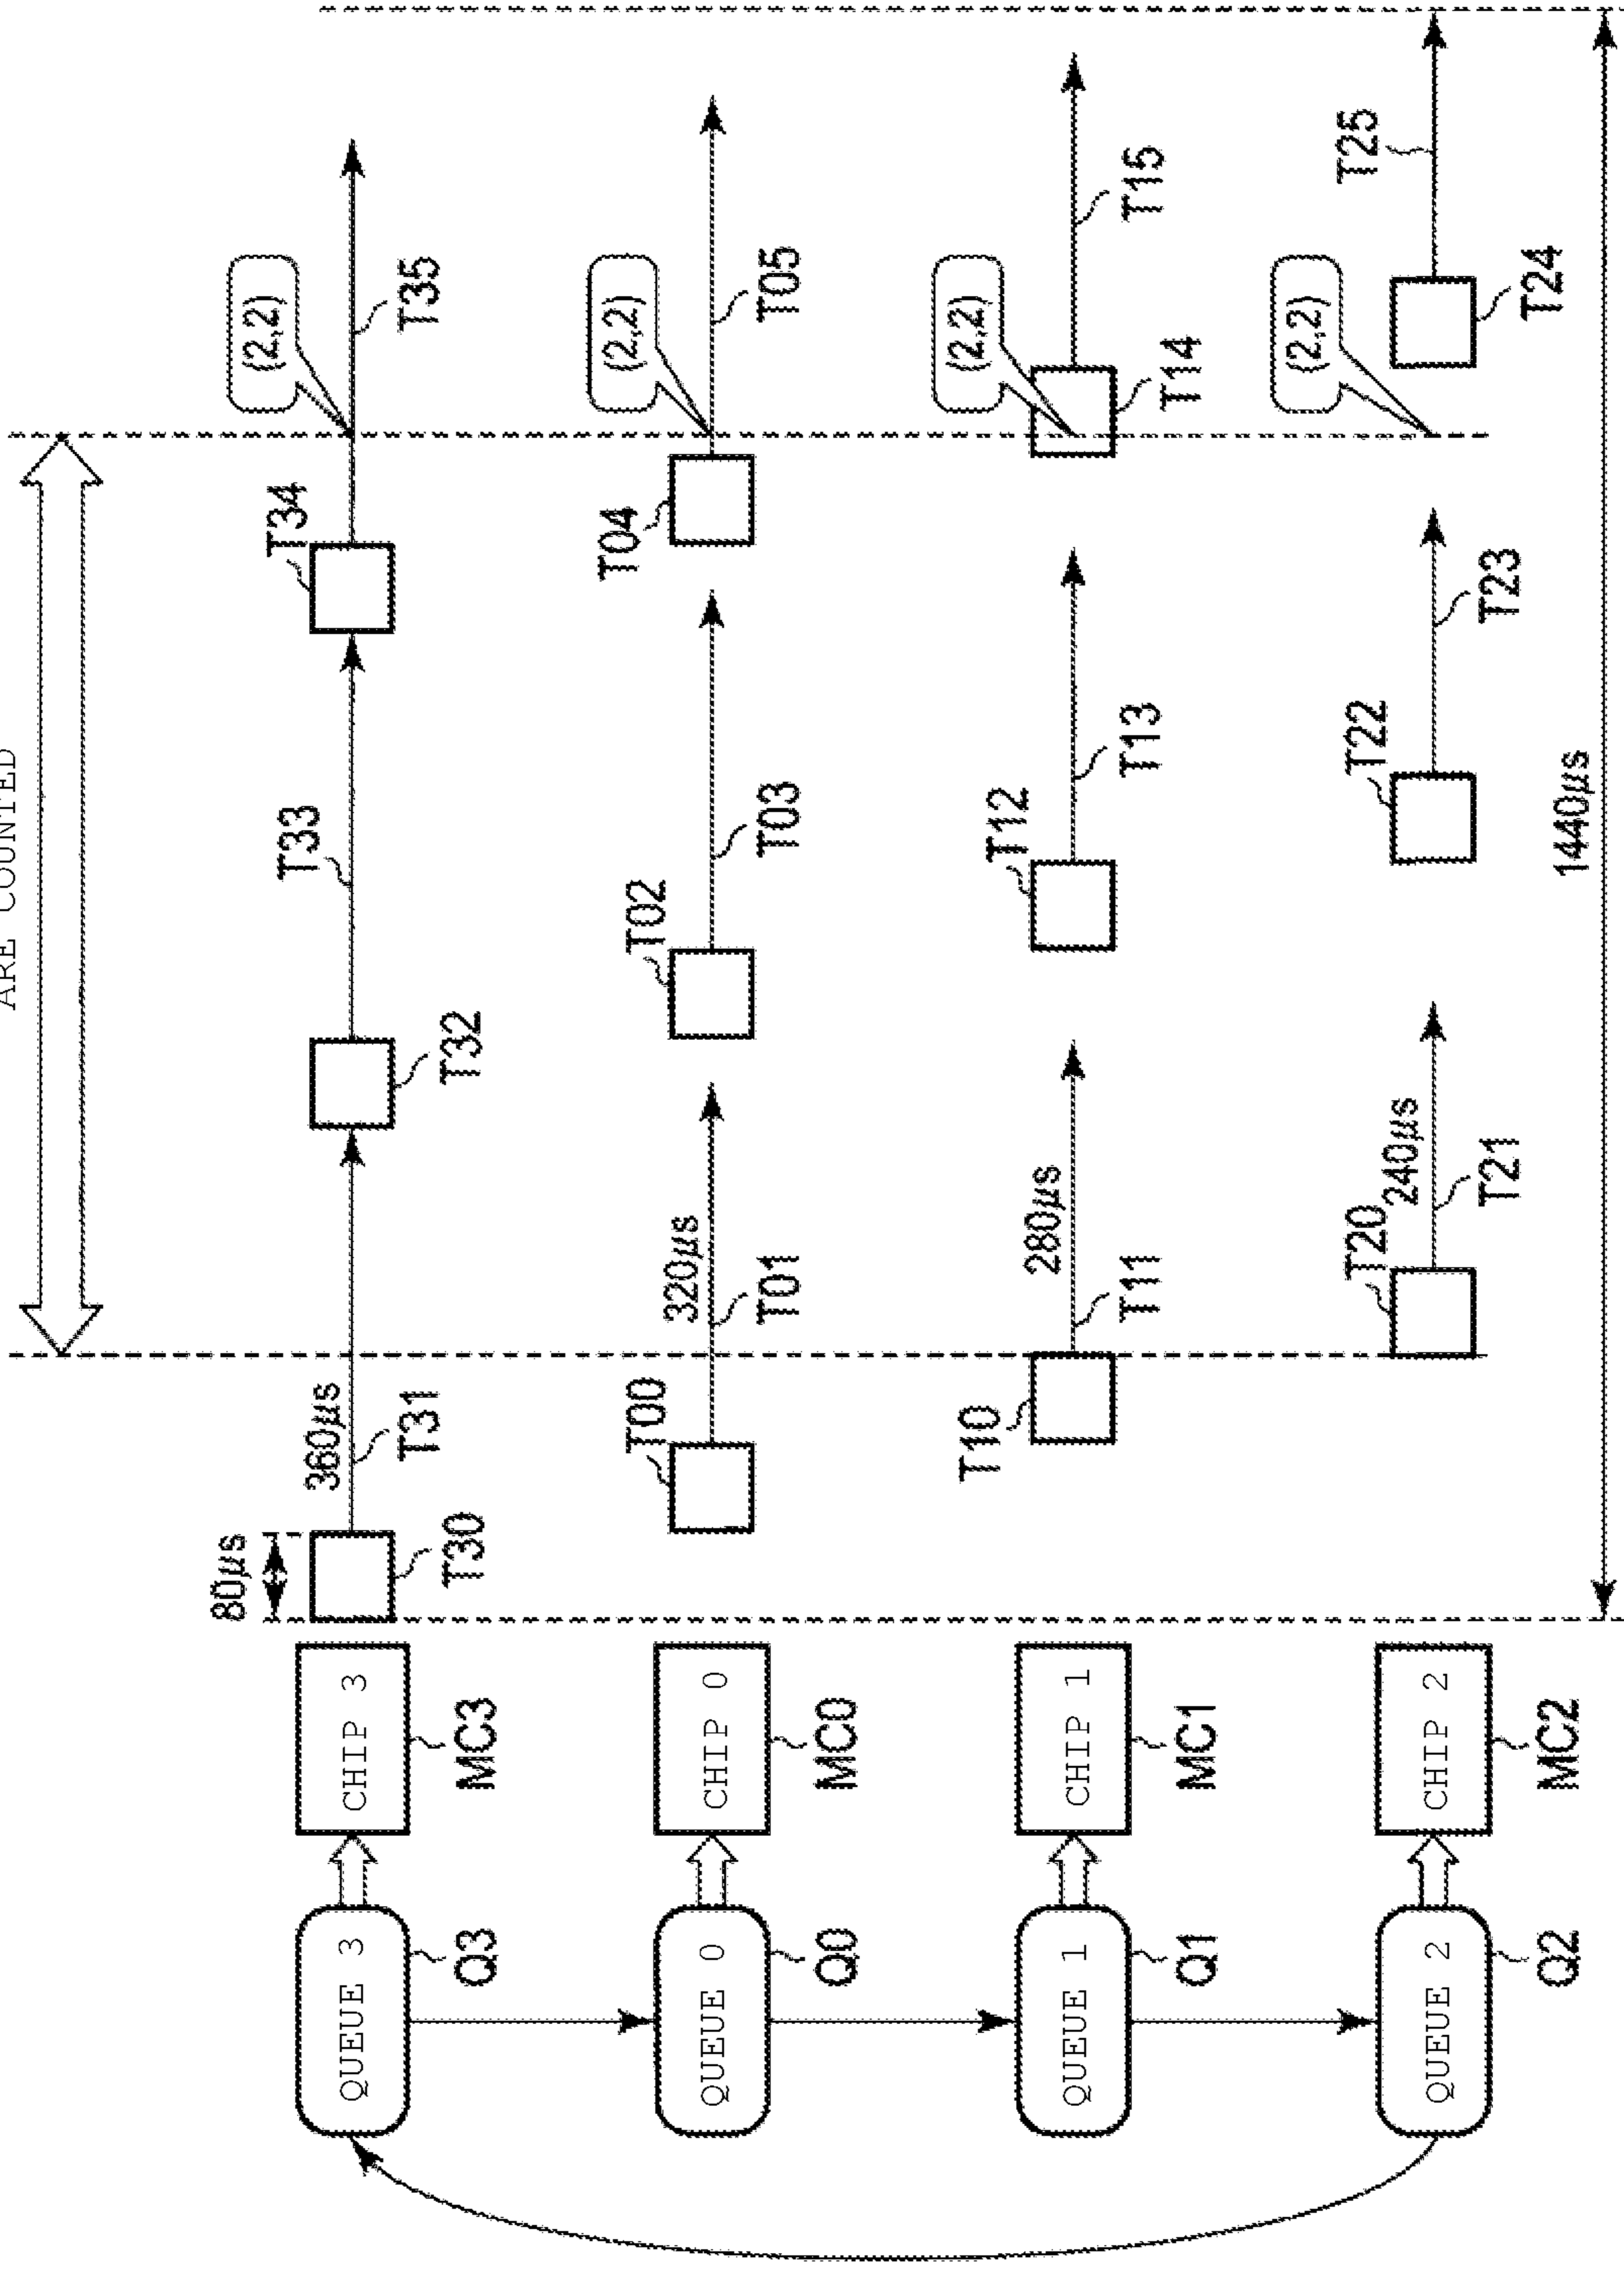 ARE COUNTED
80μs
360μs
(2,2)
T30
T31
T32
T33
T34
T35
QUEUE 3
CHIP 3
Q3
MC3
320μs
(2,2)
T00
T01
T02
T03
T04
T05
QUEUE 0
CHIP 0
Q0
MC0
280μs
(2,2)
T10
T11
T12
T13
T14
T15
QUEUE 1
CHIP 1
Q1
MC1
240μs
(2,2)
T20
T21
T22
T23
T24
T25
QUEUE 2
CHIP 2
Q2
MC2
1440μs